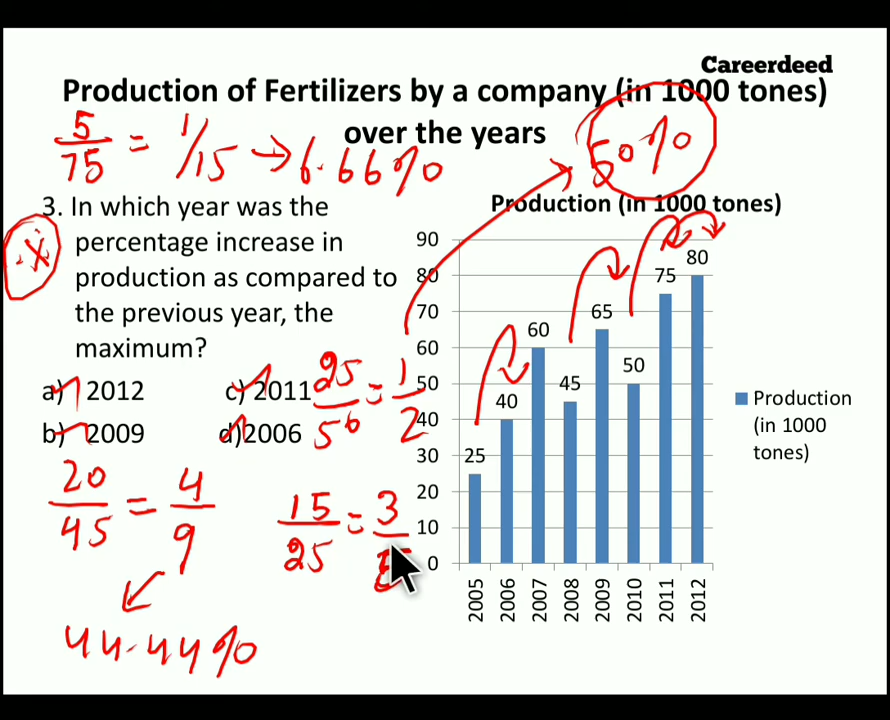 Careerdeed
Production of Fertilizers by a company (in 1000 tones)
over the years
5/75 = 1/15 → 6.66%
50%
3. In which year was the
percentage increase in
production as compared to
the previous year, the
maximum?
a) 2012
c) 2011
b) 2009
d) 2006
25/50 = 1/2
20/45 = 4/9
44.44%
15/25 = 3/5
Production (in 1000 tones)
90
80
70
60
50
40
30
20
10
0
25
40
60
45
65
50
75
80
2005
2006
2007
2008
2009
2010
2011
2012
Production
(in 1000
tones)